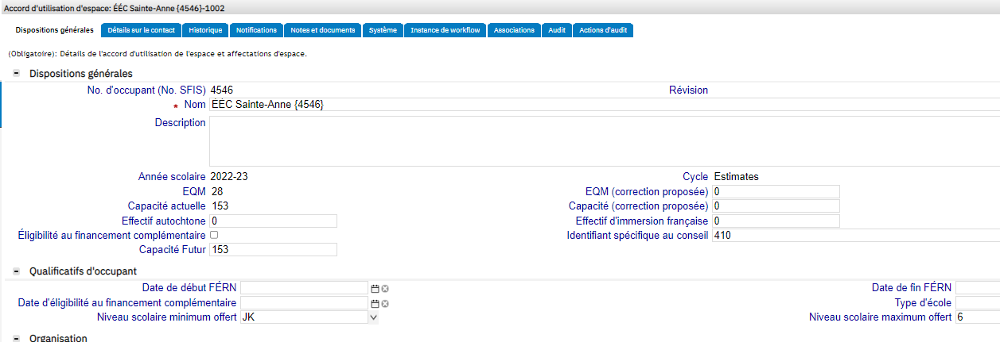 Accord d'utilisation d'espace: ÉÉC Sainte-Anne {4546}-1002
Dispositions générales Détails sur le contact Historique Notifications Notes et documents Système Instance de workflow Associations Audit Actions d'audit
(Obligatoire): Détails de l'accord d'utilisation de l'espace et affectations d'espace.
Dispositions générales
No. d'occupant (No. SFIS) 4546 Révision
* Nom ÉÉC Sainte-Anne {4546}
Description
Année scolaire 2022-23 Cycle Estimates
EQM 28 EQM (correction proposée) 0
Capacité actuelle 153 Capacité (correction proposée) 0
Effectif autochtone 0 Effectif d'immersion française 0
Éligibilité au financement complémentaire Identifiant spécifique au conseil 410
Capacité Futur 153
Qualificatifs d'occupant
Date de début FÉRN Date de fin FÉRN
Date d'éligibilité au financement complémentaire Type d'école
Niveau scolaire minimum offert JK Niveau scolaire maximum offert 6
Organisation